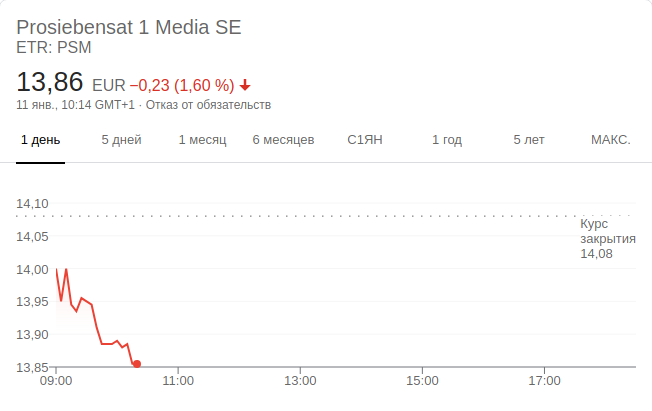 Prosiebensat 1 Media SE
ETR: PSM
13,86 EUR −0,23 (1,60 %)
11 янв., 10:14 GMT+1 · Отказ от обязательств
1 день 5 дней 1 месяц 6 месяцев С1ЯН 1 год 5 лет МАКС.
14,10
Курс
закрытия
14,08
14,05
14,00
13,95
13,90
13,85
09:00 11:00 13:00 15:00 17:00